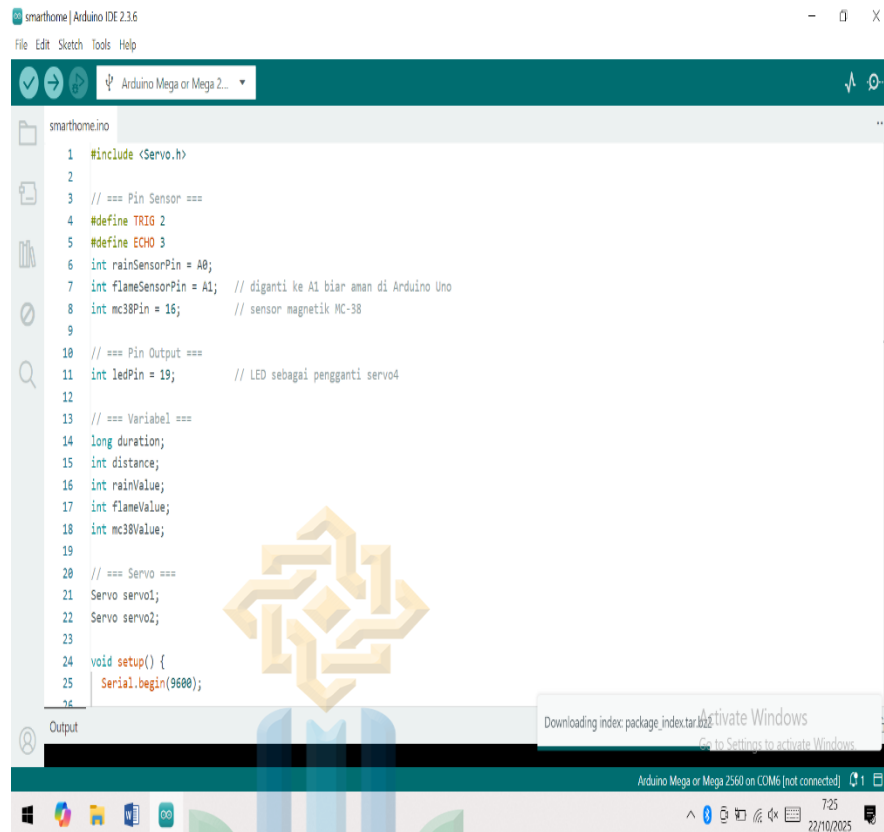 smarthome | Arduino IDE 2.3.6
File Edit Sketch Tools Help
Arduino Mega or Mega 2...
smarthome.ino
1 #include <Servo.h>
2
3 // === Pin Sensor ===
4 #define TRIG 2
5 #define ECHO 3
6 int rainSensorPin = A0;
7 int flameSensorPin = A1; // diganti ke A1 biar aman di Arduino Uno
8 int mc38Pin = 16; // sensor magnetik MC-38
9
10 // === Pin Output ===
11 int ledPin = 19; // LED sebagai pengganti servo4
12
13 // === Variabel ===
14 long duration;
15 int distance;
16 int rainValue;
17 int flameValue;
18 int mc38Value;
19
20 // === Servo ===
21 Servo servo1;
22 Servo servo2;
23
24 void setup() {
25 Serial.begin(9600);
26
Output
Downloading index: package_index.tar.bz2
Activate Windows
Go to Settings to activate Windows.
Arduino Mega or Mega 2560 on COM6 [not connected] 1
7:25
22/10/2025